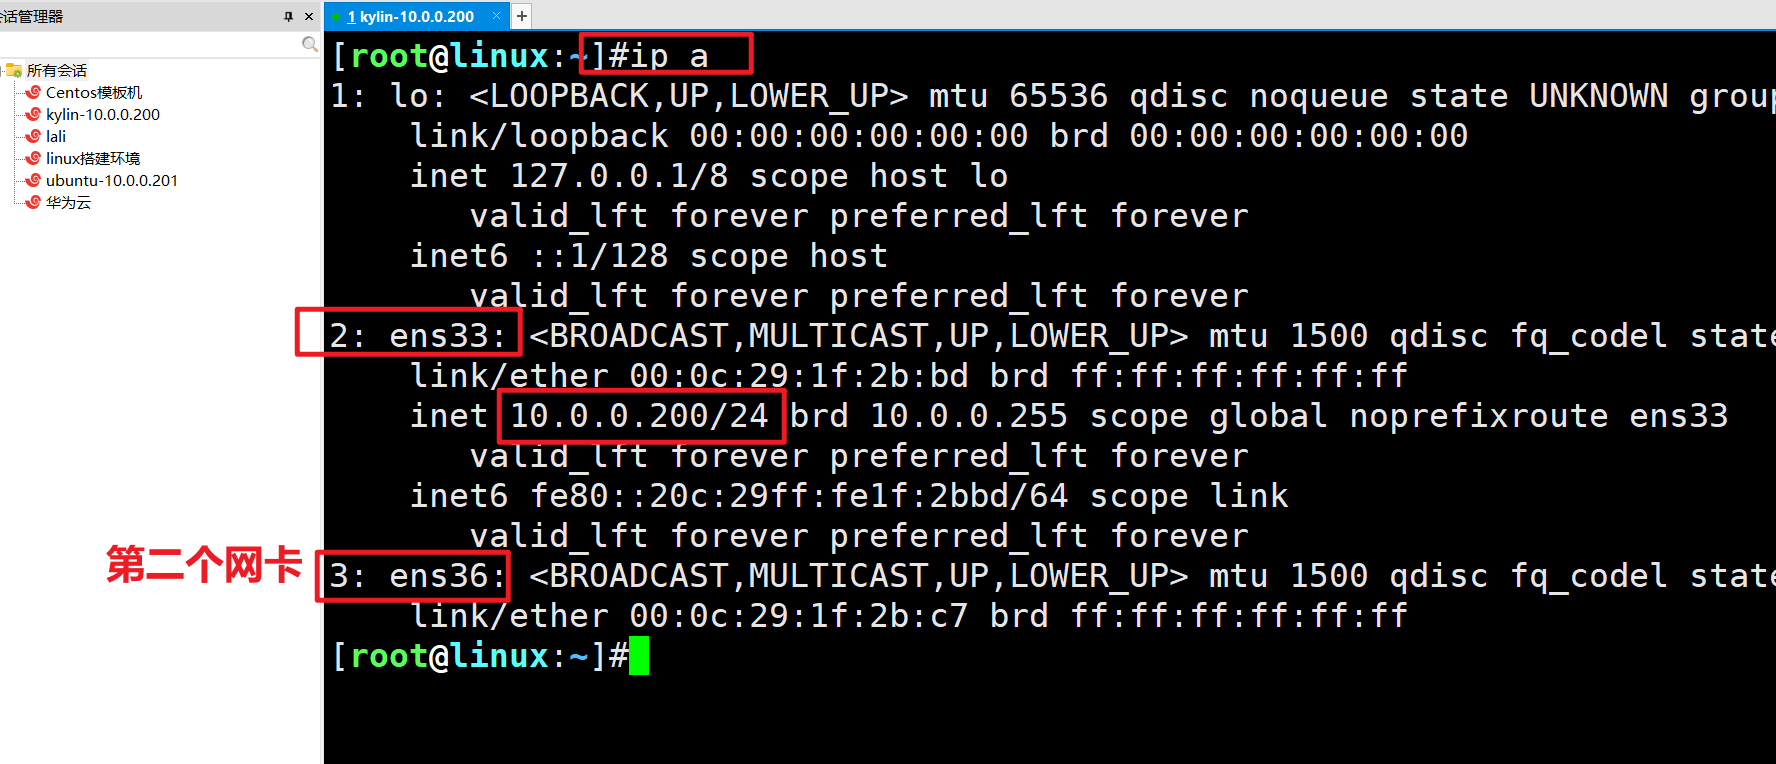 会话管理器
所有会话
Centos模板机
kylin-10.0.0.200
lali
linux搭建环境
ubuntu-10.0.0.201
华为云
1 kylin-10.0.0.200
[root@linux:~]#ip a
1: lo: <LOOPBACK,UP,LOWER_UP> mtu 65536 qdisc noqueue state UNKNOWN group
link/loopback 00:00:00:00:00:00 brd 00:00:00:00:00:00
inet 127.0.0.1/8 scope host lo
valid_lft forever preferred_lft forever
inet6 ::1/128 scope host
valid_lft forever preferred_lft forever
2: ens33: <BROADCAST,MULTICAST,UP,LOWER_UP> mtu 1500 qdisc fq_codel state
link/ether 00:0c:29:1f:2b:bd brd ff:ff:ff:ff:ff:ff
inet 10.0.0.200/24 brd 10.0.0.255 scope global noprefixroute ens33
valid_lft forever preferred_lft forever
inet6 fe80::20c:29ff:fe1f:2bbd/64 scope link
valid_lft forever preferred_lft forever
第二个网卡
3: ens36: <BROADCAST,MULTICAST,UP,LOWER_UP> mtu 1500 qdisc fq_codel state
link/ether 00:0c:29:1f:2b:c7 brd ff:ff:ff:ff:ff:ff
[root@linux:~]#